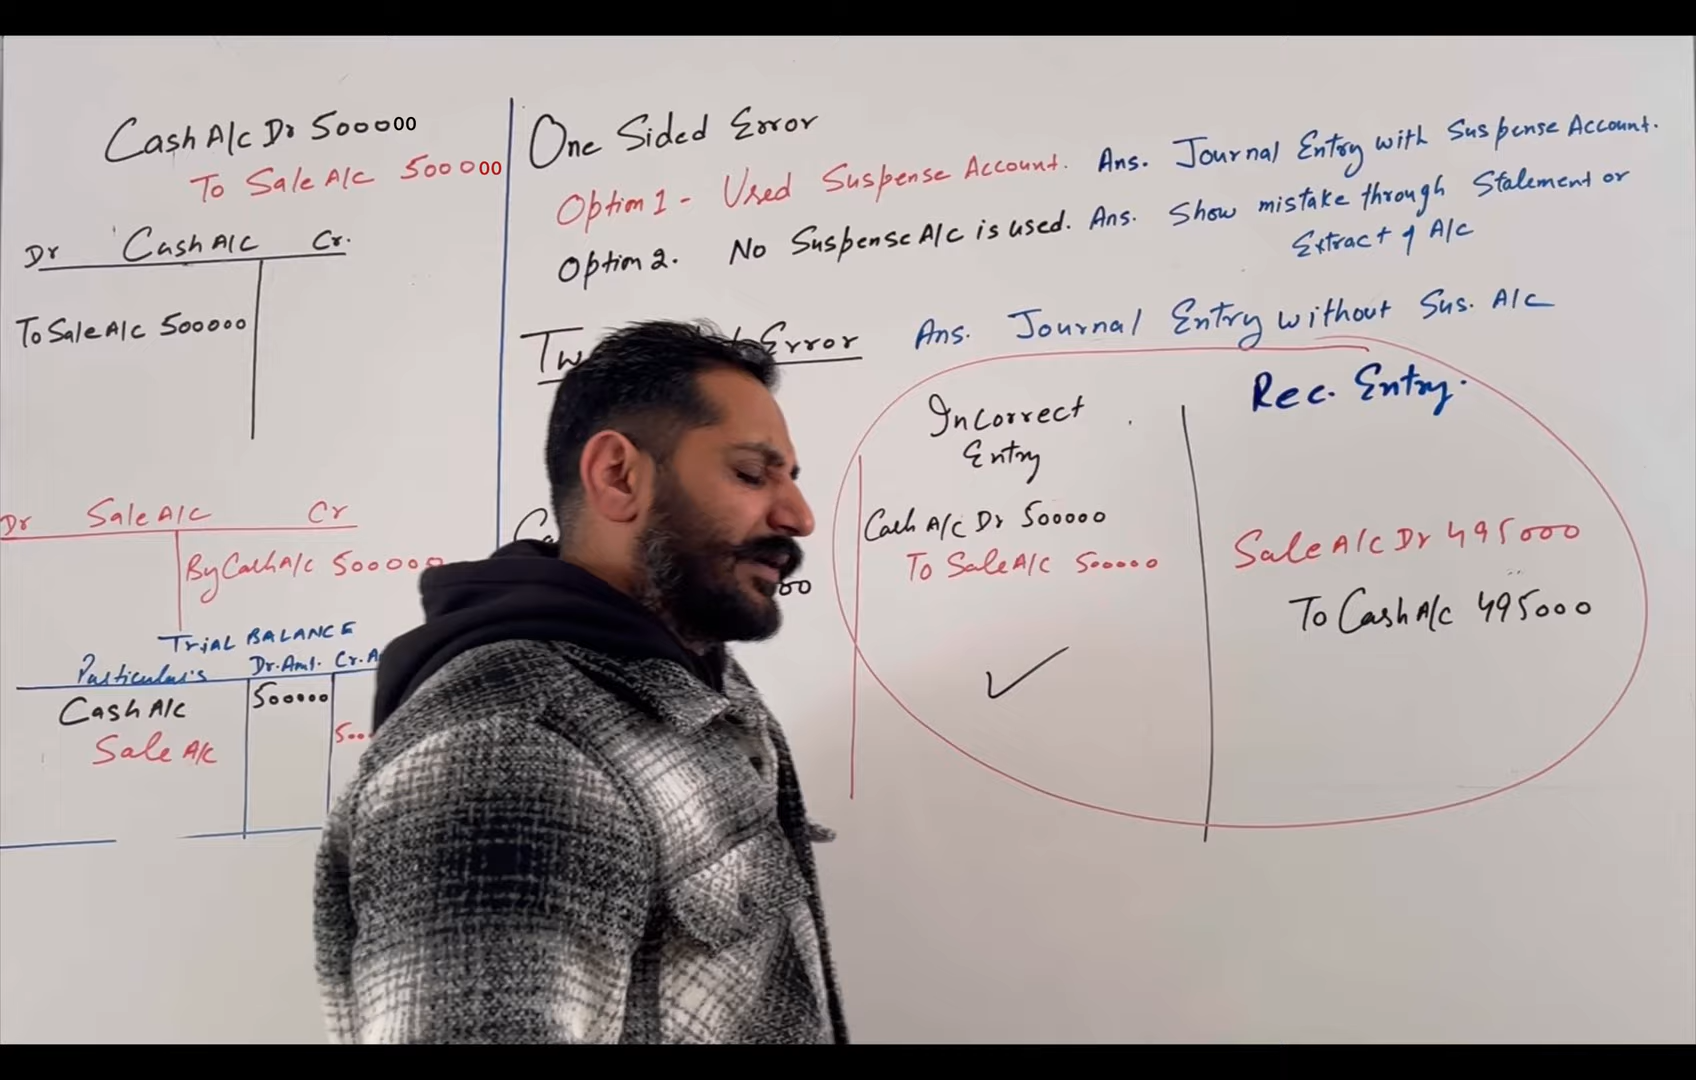 Cash A/c Dr 500000
To Sale A/c 500000
Dr Cash A/c Cr.
To Sale A/c 500000
Dr Sale A/c Cr
By Cash A/c 500000
TRIAL BALANCE
Particulars Dr. Amt. Cr. A
Cash A/c 500000
Sale A/c 500
One Sided Error
Option 1 - Used Suspense Account. Ans. Journal Entry with Suspense Account.
Option 2. No Suspense A/c is used. Ans. Show mistake through Statement or
Extract of A/c
Tw Error Ans. Journal Entry without Sus. A/c
Incorrect
Entry
Cash A/c Dr 500000
To Sale A/c 500000
Rec. Entry.
Sale A/c Dr 495000
To Cash A/c 495000